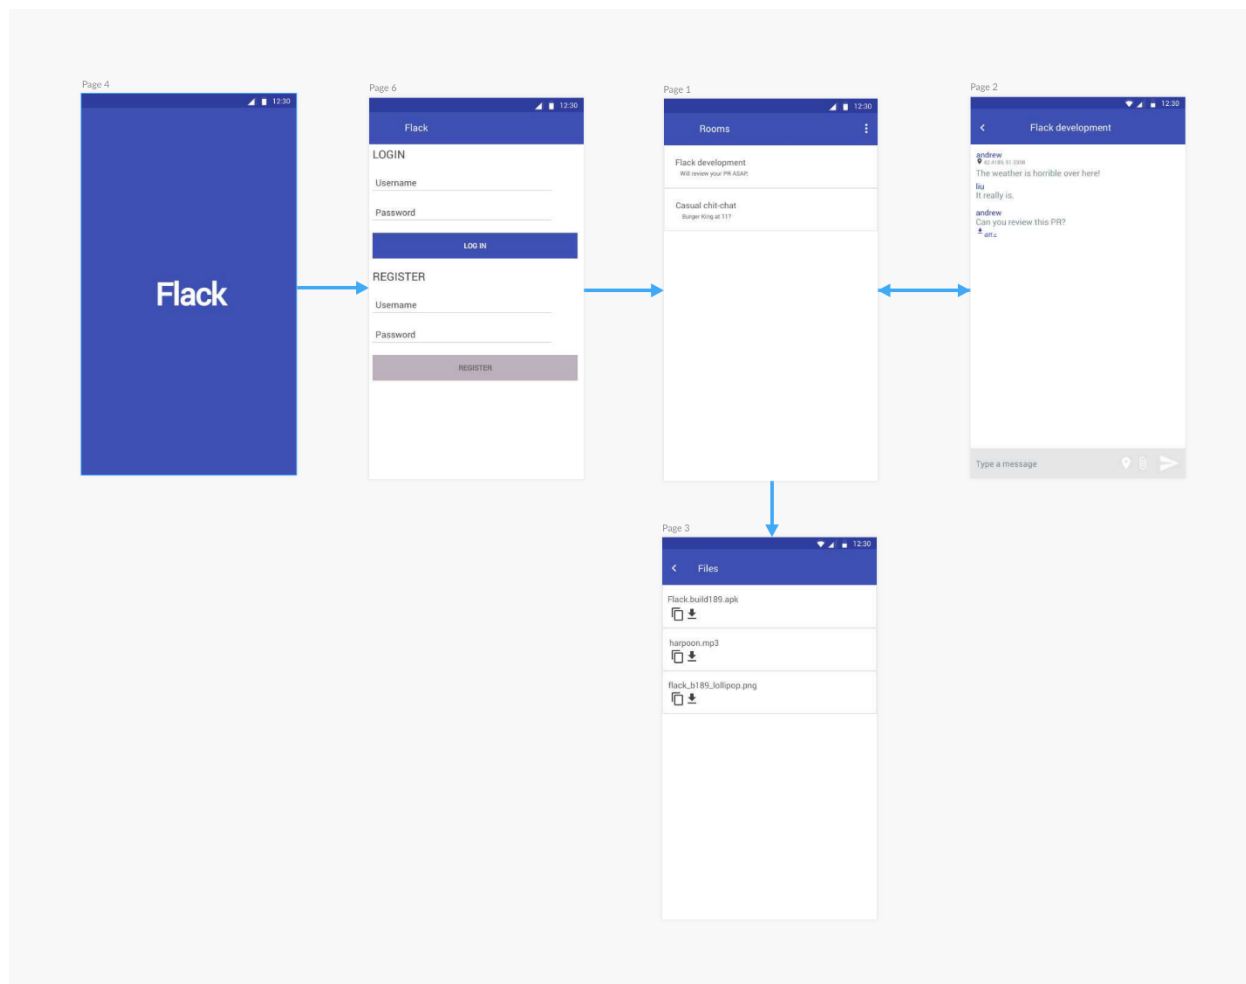 Page 4
12:30
Flack
Page 6
12:30
Flack
LOGIN
Username
Password
LOG IN
REGISTER
Username
Password
REGISTER
Page 1
12:30
Rooms
Flack development
Will review your PR ASAP.
Casual chit-chat
Burger King at 11?
Page 2
12:30
Flack development
andrew
The weather is horrible over here!
liu
It really is.
andrew
Can you review this PR?
diff.c
Type a message
Page 3
12:30
Files
Flack.build189.apk
harpoon.mp3
flack_b189_lollipop.png